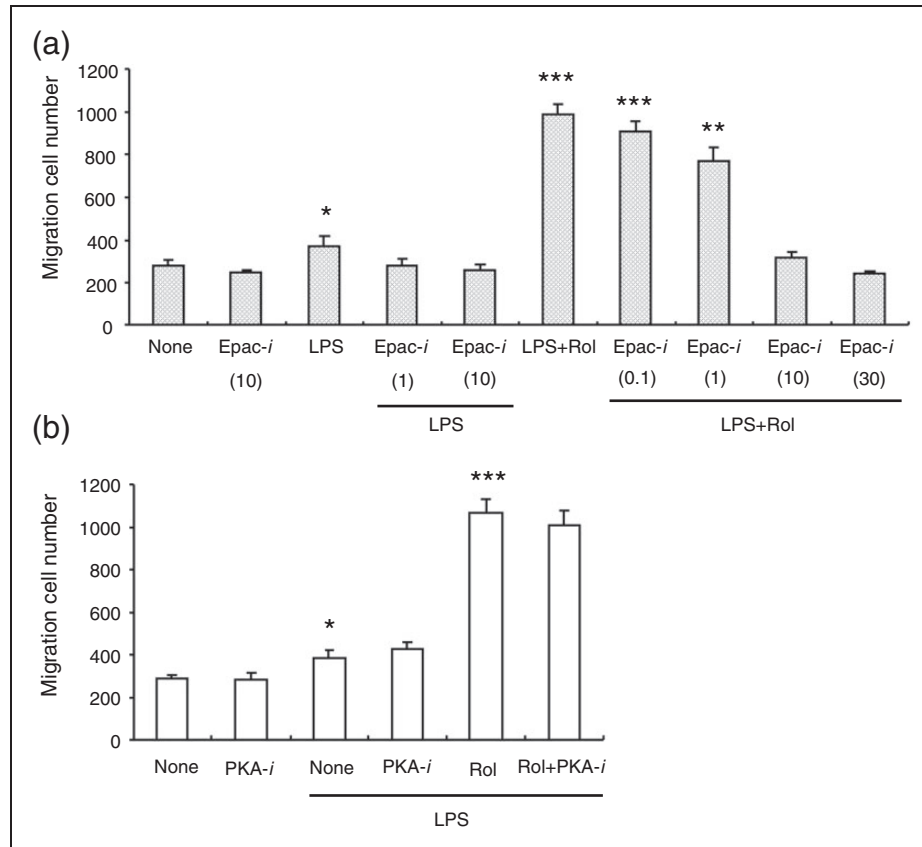 (a)
Migration cell number
1200
1000
800
600
400
200
0
*
***
***
**
None Epac-i LPS Epac-i Epac-i LPS+Rol Epac-i Epac-i Epac-i Epac-i
(10) (1) (10) (0.1) (1) (10) (30)
LPS LPS+Rol
(b)
Migration cell number
1200
1000
800
600
400
200
0
*
***
None PKA-i None PKA-i Rol Rol+PKA-i
LPS